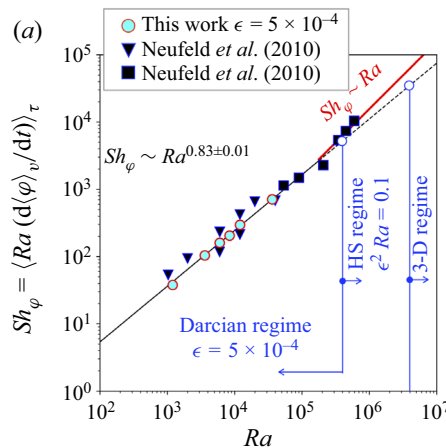 (a)
This work ϵ = 5 × 10⁻⁴
Neufeld et al. (2010)
Neufeld et al. (2010)
Sh_φ ~ Ra
Sh_φ ~ Ra^0.83±0.01
Sh_φ = ⟨Ra (d⟨φ⟩_v/dt)⟩_τ
10⁵
10⁴
10³
10²
10¹
10⁰
HS regime
ϵ² Ra = 0.1
3-D regime
Darcian regime
ϵ = 5 × 10⁻⁴
10² 10³ 10⁴ 10⁵ 10⁶ 10⁷
Ra